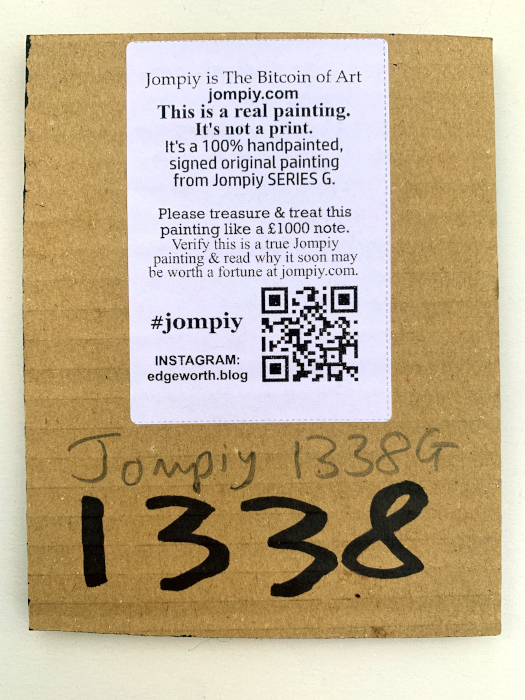 Jompiy is The Bitcoin of Art
jompiy.com
This is a real painting.
It's not a print.
It's a 100% handpainted,
signed original painting
from Jompiy SERIES G.
Please treasure & treat this
painting like a £1000 note.
Verify this is a true Jompiy
painting & read why it soon may
be worth a fortune at jompiy.com.
#jompiy
INSTAGRAM:
edgeworth.blog
Jompiy 1338G
1338